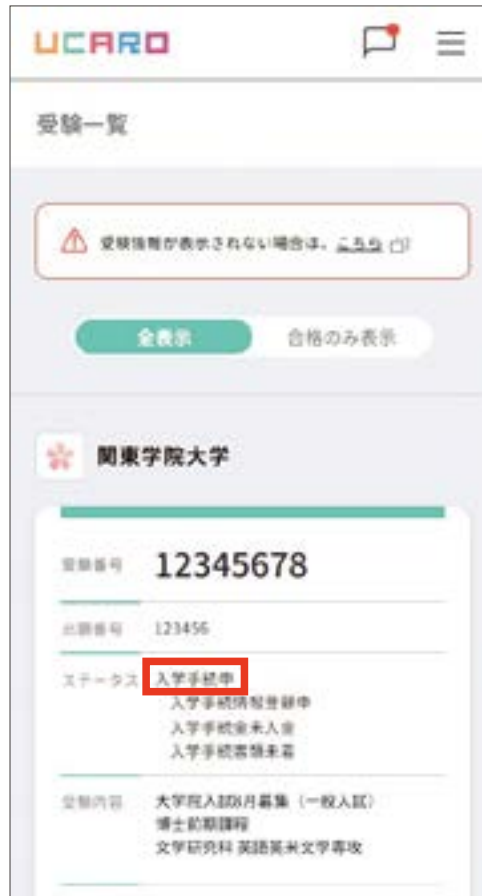 UCARO
受験一覧
受験情報が表示されない場合は、こちら
全表示 合格のみ表示
関東学院大学
受験番号 12345678
出願番号 123456
ステータス 入学手続中
入学手続情報登録中
入学手続金未入金
入学手続書類未着
受験内容 大学院入試8月募集(一般入試)
博士前期課程
文学研究科 英語英米文学専攻